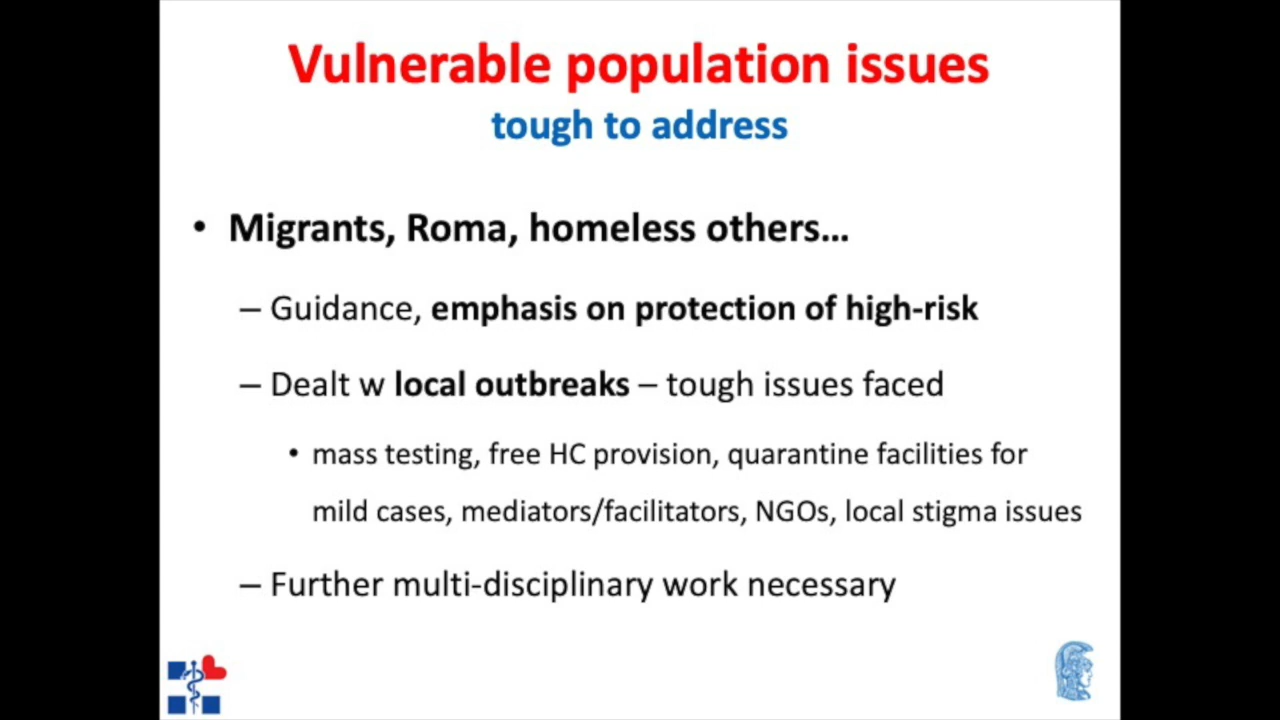 Vulnerable population issues
tough to address
• Migrants, Roma, homeless others…
– Guidance, emphasis on protection of high-risk
– Dealt w local outbreaks – tough issues faced
• mass testing, free HC provision, quarantine facilities for
mild cases, mediators/facilitators, NGOs, local stigma issues
– Further multi-disciplinary work necessary